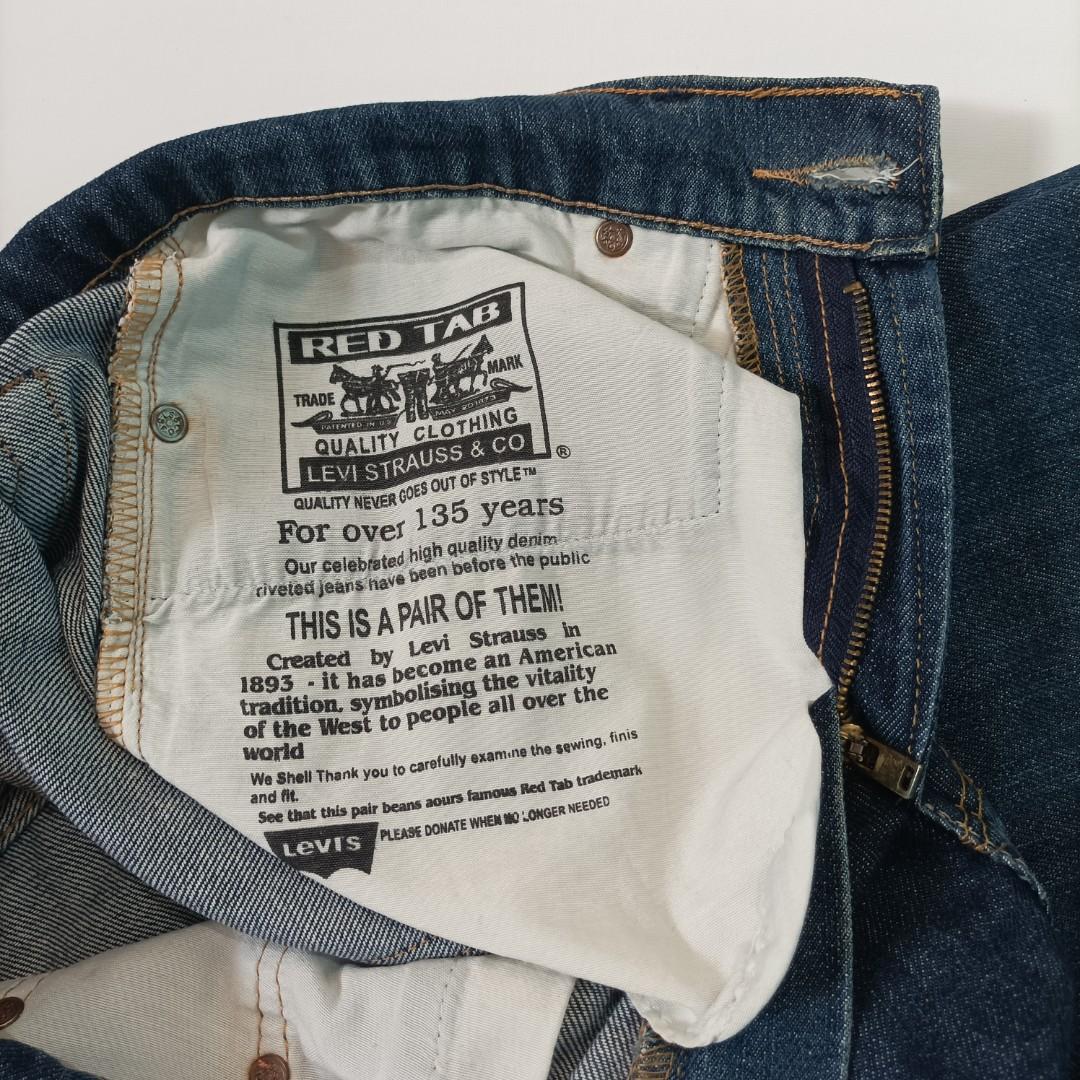 RED TAB
TRADE MARK
PATENTED IN U.S. MAY 20 1873
QUALITY CLOTHING
LEVI STRAUSS & CO ®
QUALITY NEVER GOES OUT OF STYLE™
For over 135 years
Our celebrated high quality denim
riveted jeans have been before the public
THIS IS A PAIR OF THEM!
Created by Levi Strauss in
1893 - it has become an American
tradition, symbolising the vitality
of the West to people all over the
world
We Shell Thank you to carefully examine the sewing, finis
and fit.
See that this pair beans aours famous Red Tab trademark
LEVI'S PLEASE DONATE WHEN NO LONGER NEEDED